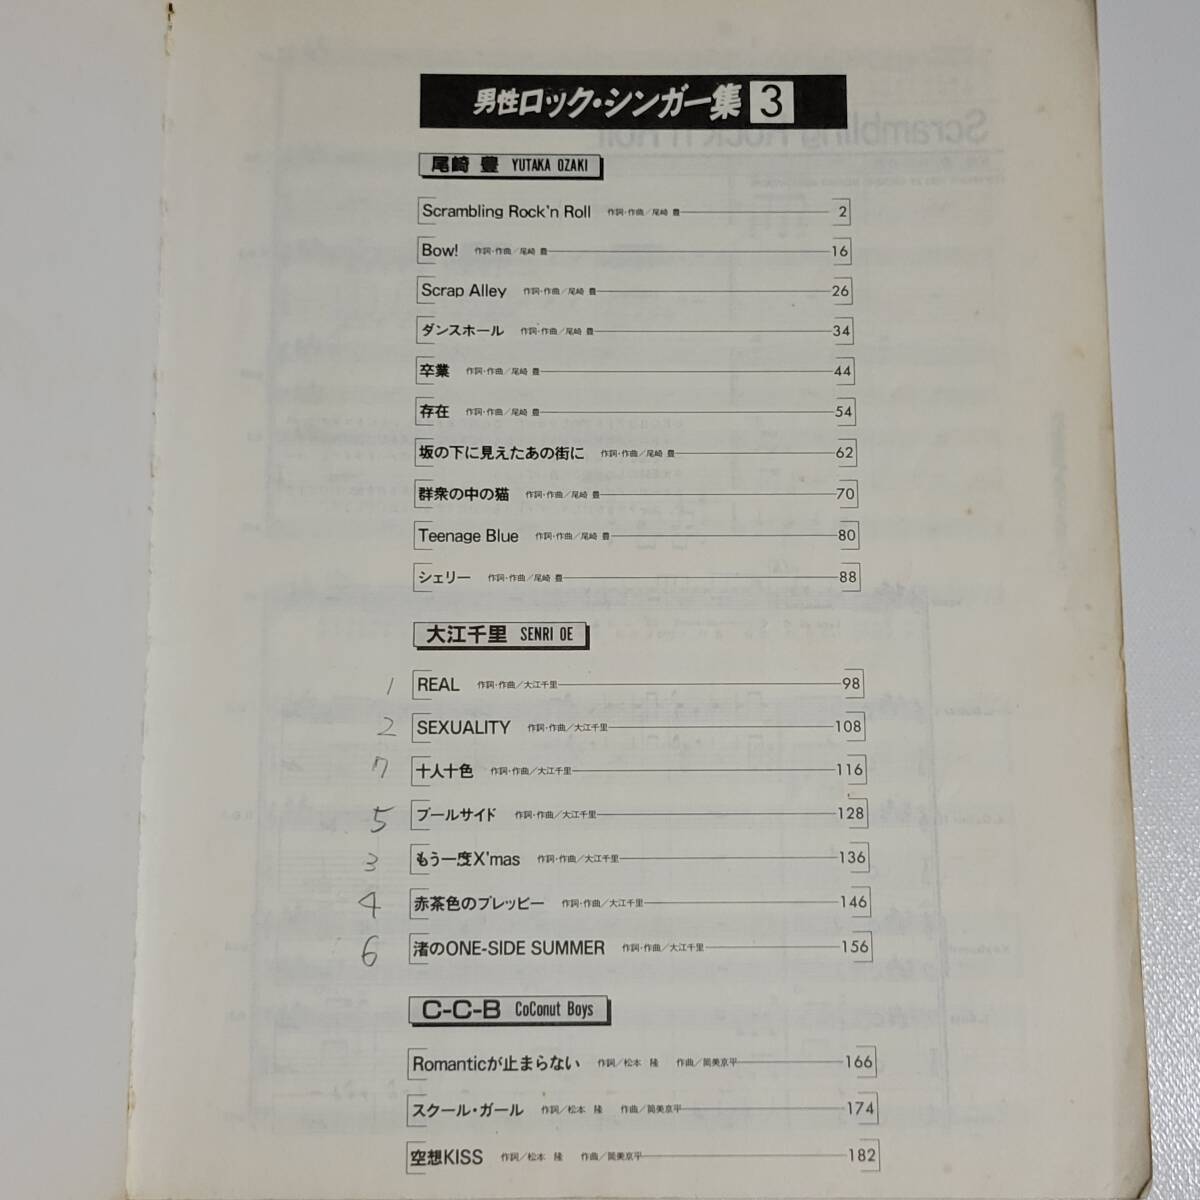 男性ロック・シンガー集 3
尾崎 豊 YUTAKA OZAKI
Scrambling Rock'n Roll 作詞・作曲/尾崎 豊 2
Bow! 作詞・作曲/尾崎 豊 16
Scrap Alley 作詞・作曲/尾崎 豊 26
ダンスホール 作詞・作曲/尾崎 豊 34
卒業 作詞・作曲/尾崎 豊 44
存在 作詞・作曲/尾崎 豊 54
坂の下に見えたあの街に 作詞・作曲/尾崎 豊 62
群衆の中の猫 作詞・作曲/尾崎 豊 70
Teenage Blue 作詞・作曲/尾崎 豊 80
シェリー 作詞・作曲/尾崎 豊 88
大江千里 SENRI OE
1 REAL 作詞・作曲/大江千里 98
2 SEXUALITY 作詞・作曲/大江千里 108
7 十人十色 作詞・作曲/大江千里 116
5 プールサイド 作詞・作曲/大江千里 128
3 もう一度X'mas 作詞・作曲/大江千里 136
4 赤茶色のプレッピー 作詞・作曲/大江千里 146
6 渚のONE-SIDE SUMMER 作詞・作曲/大江千里 156
C-C-B CoConut Boys
Romanticが止まらない 作詞/松本 隆 作曲/筒美京平 166
スクール・ガール 作詞/松本 隆 作曲/筒美京平 174
空想KISS 作詞/松本 隆 作曲/筒美京平 182
Scrambling Rock'n Roll